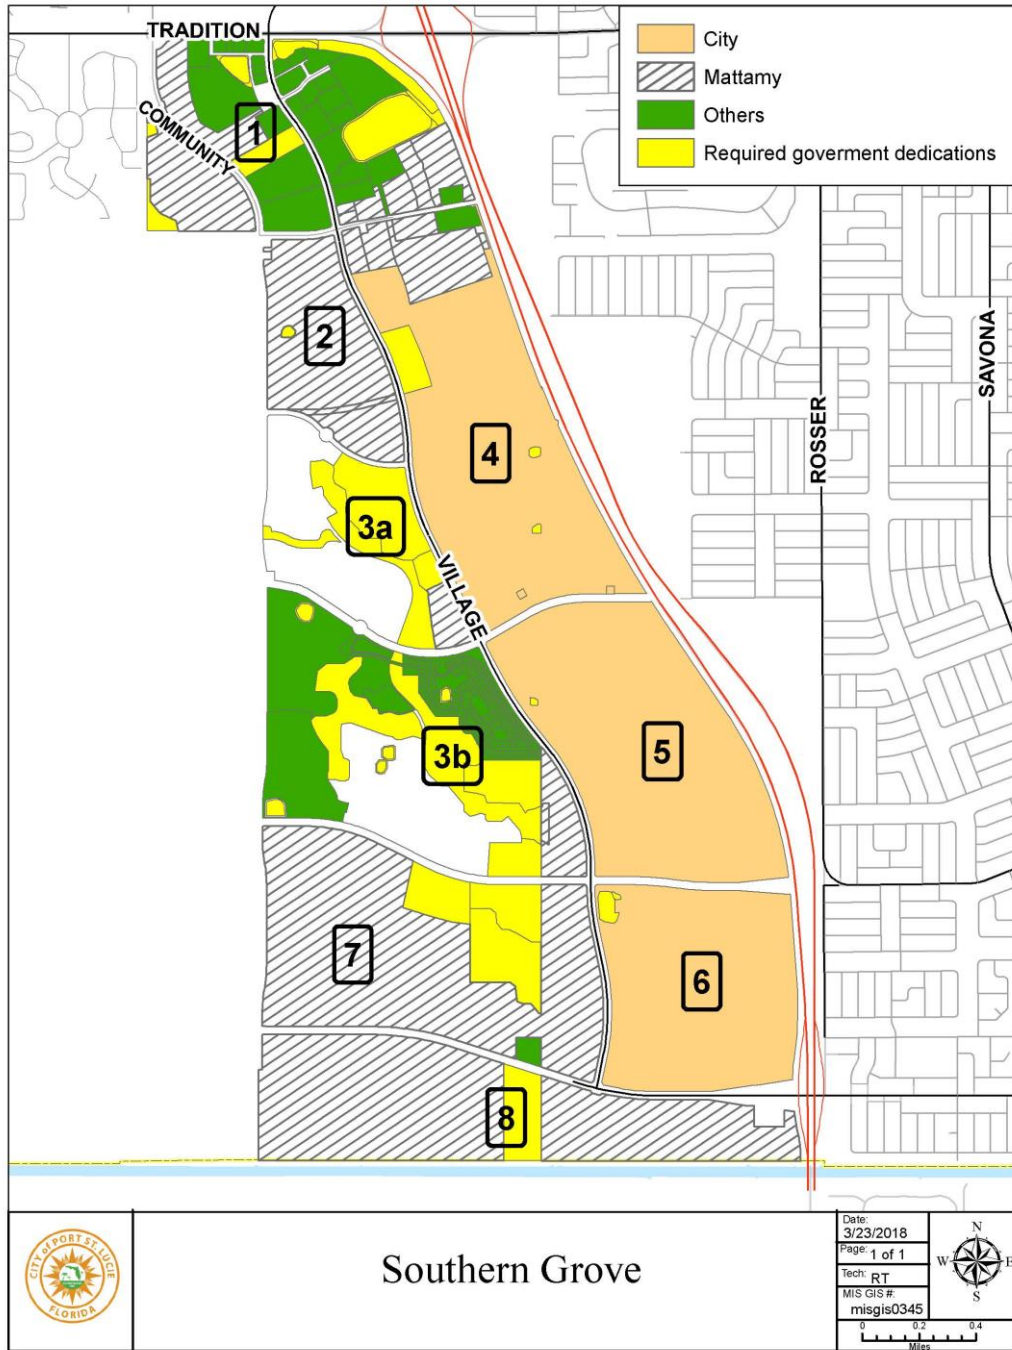 TRADITION
City
Mattamy
Others
Required goverment dedications
COMMUNITY
1
2
SAVONA
ROSSER
4
3a
VILLAGE
5
3b
7
6
8
CITY of PORT ST. LUCIE
FLORIDA
Southern Grove
Date:
3/23/2018
Page: 1 of 1
Tech: RT
MIS GIS #:
misgis0345
N
W E
S
0 0.2 0.4
Miles